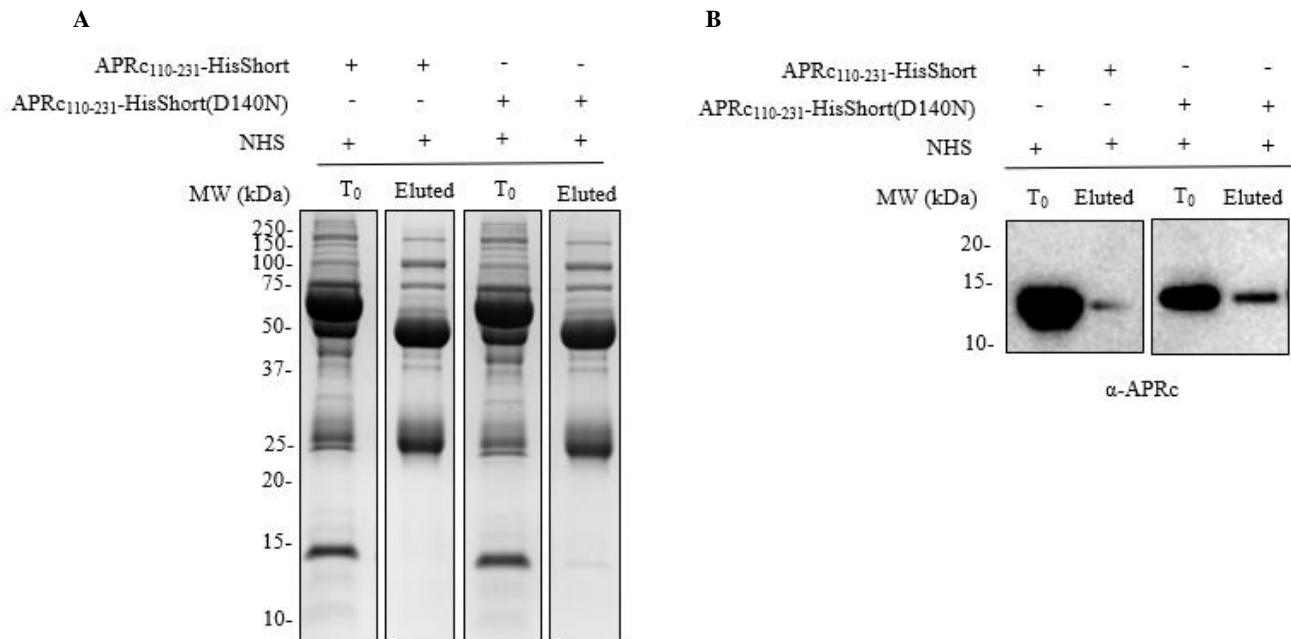 A
APRc110-231-HisShort + + - -
APRc110-231-HisShort(D140N) - - + +
NHS + + + +
MW (kDa) T0 Eluted T0 Eluted
250-
150-
100-
75-
50-
37-
25-
20-
15-
10-
B
APRc110-231-HisShort + + - -
APRc110-231-HisShort(D140N) - - + +
NHS + + + +
MW (kDa) T0 Eluted T0 Eluted
20-
15-
10-
α-APRc